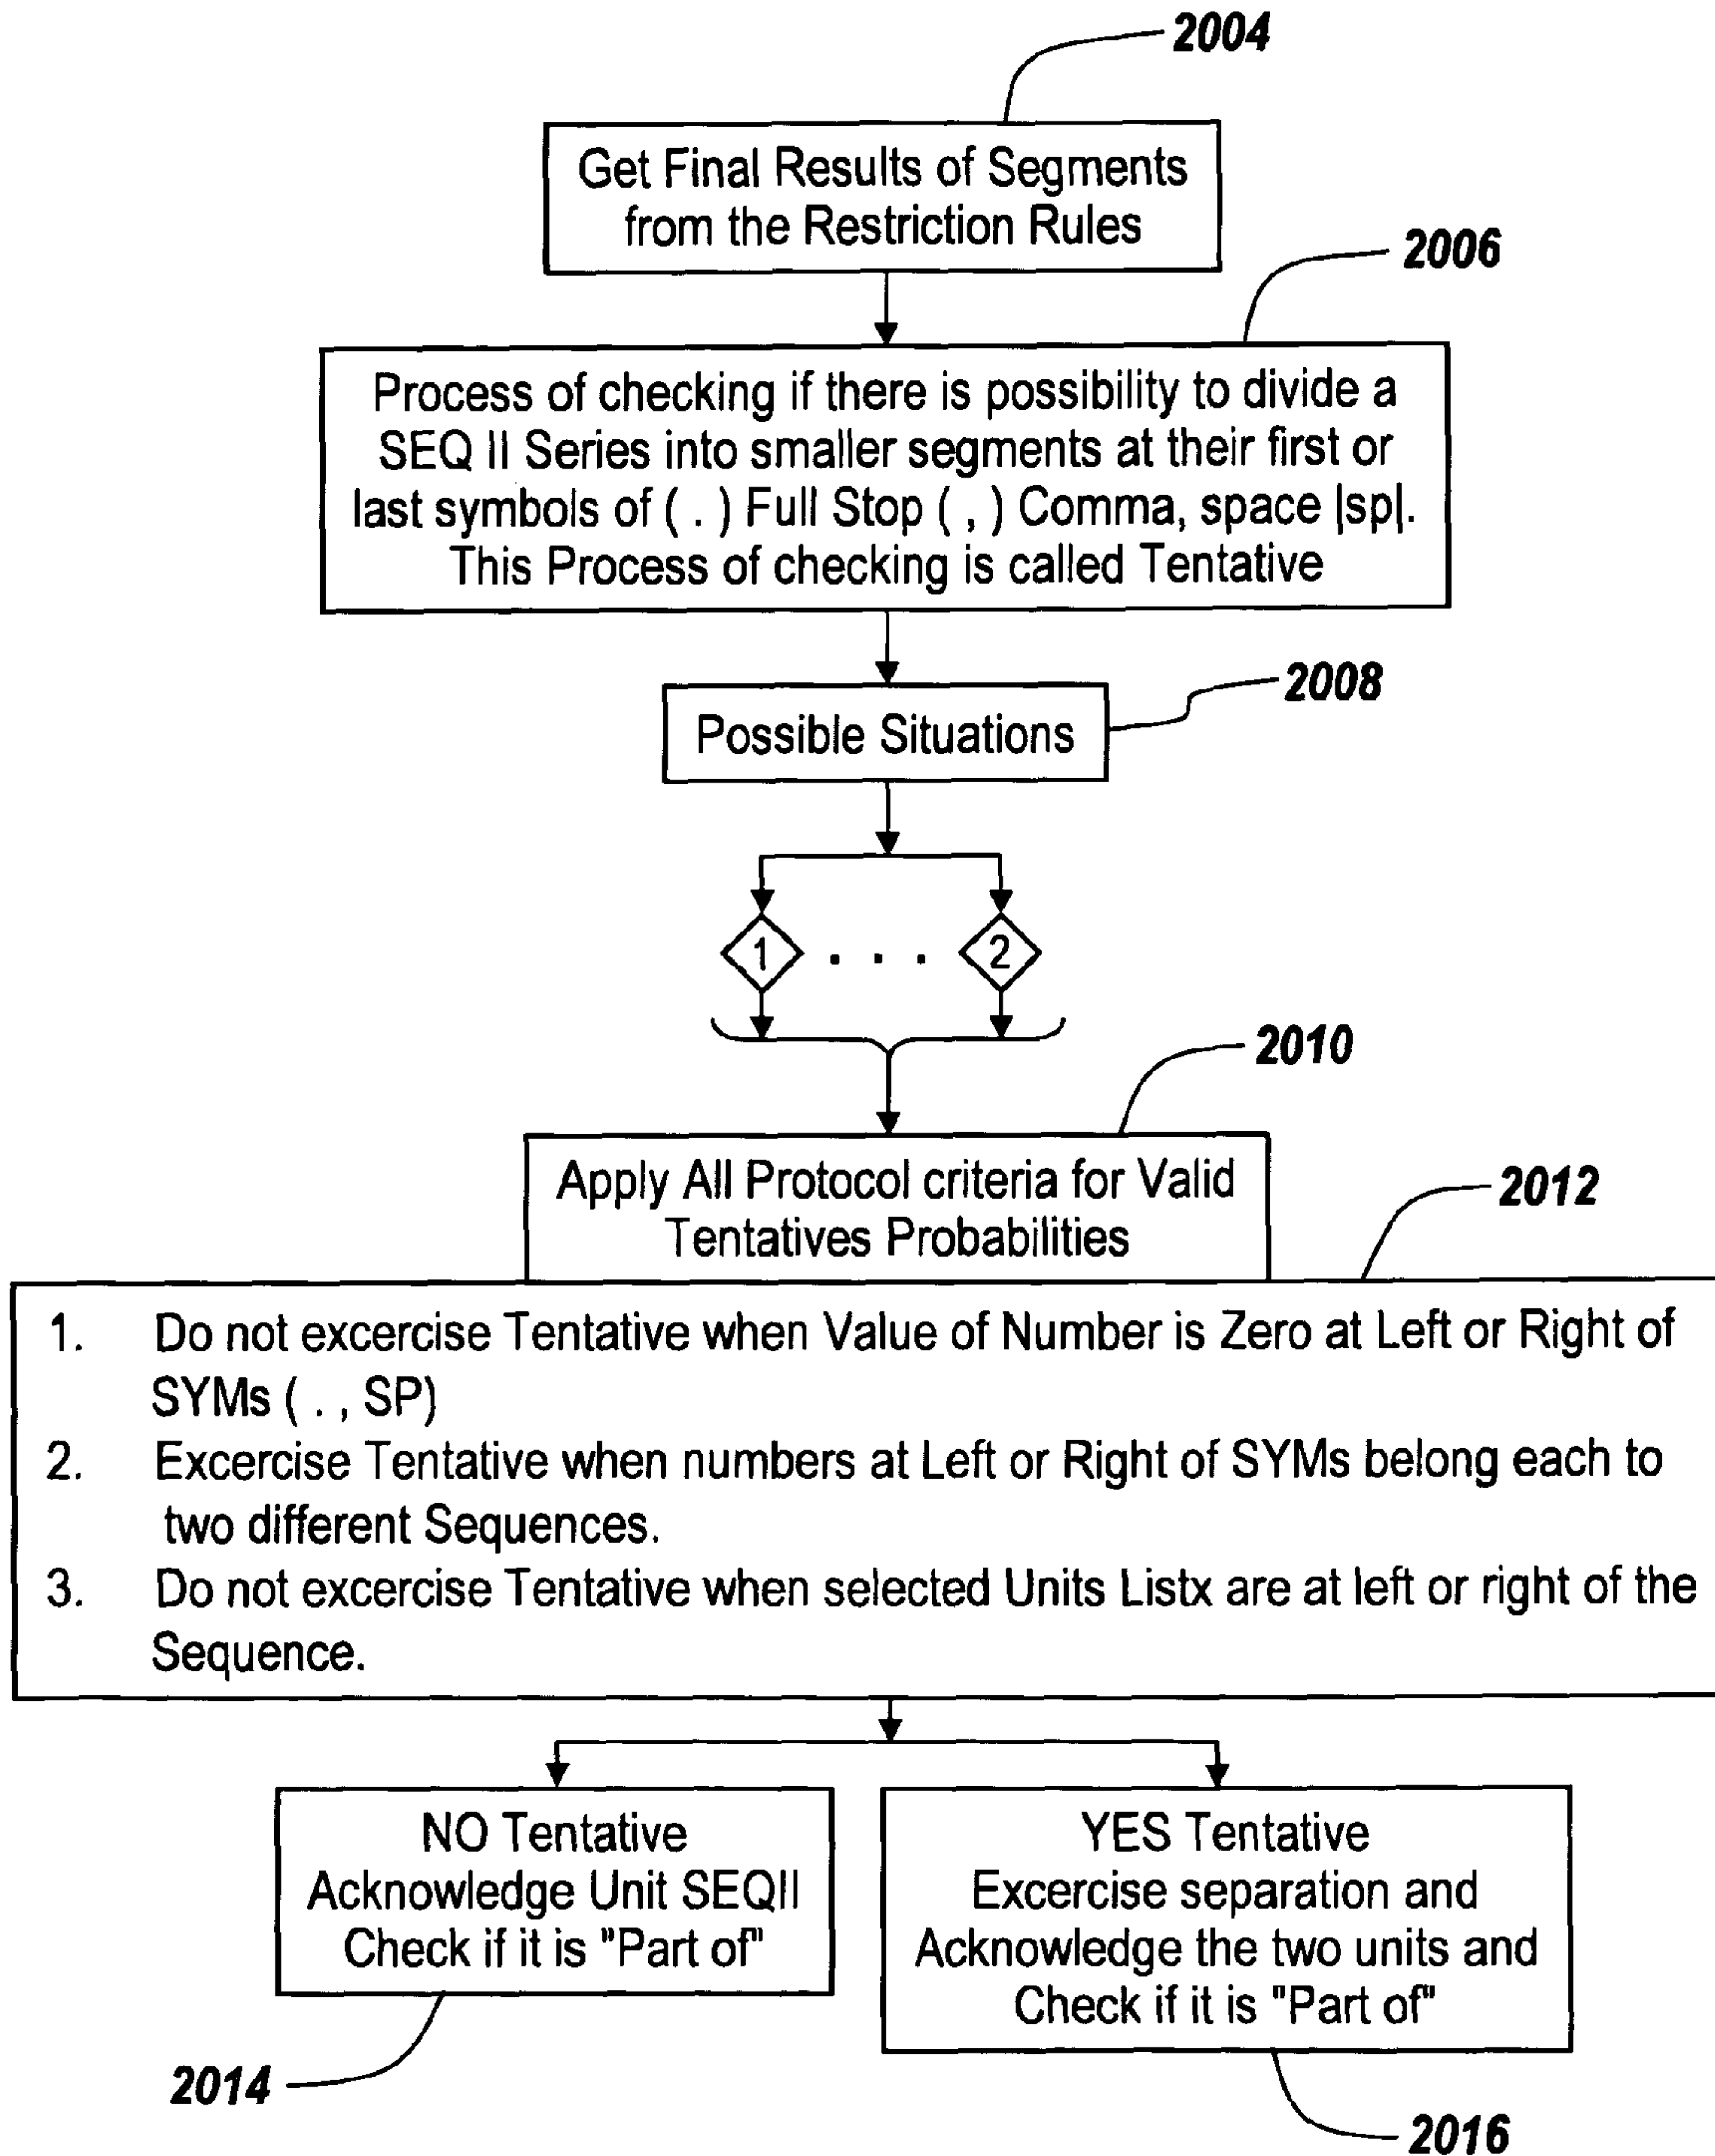 2004
Get Final Results of Segments
from the Restriction Rules
2006
Process of checking if there is possibility to divide a
SEQ II Series into smaller segments at their first or
last symbols of ( . ) Full Stop ( , ) Comma, space |sp|.
This Process of checking is called Tentative
2008
Possible Situations
1 . . . 2
2010
Apply All Protocol criteria for Valid
Tentatives Probabilities
2012
1. Do not excercise Tentative when Value of Number is Zero at Left or Right of
SYMs ( . , SP)
2. Excercise Tentative when numbers at Left or Right of SYMs belong each to
two different Sequences.
3. Do not excercise Tentative when selected Units Listx are at left or right of the
Sequence.
NO Tentative
Acknowledge Unit SEQII
Check if it is "Part of"
2014
YES Tentative
Excercise separation and
Acknowledge the two units and
Check if it is "Part of"
2016